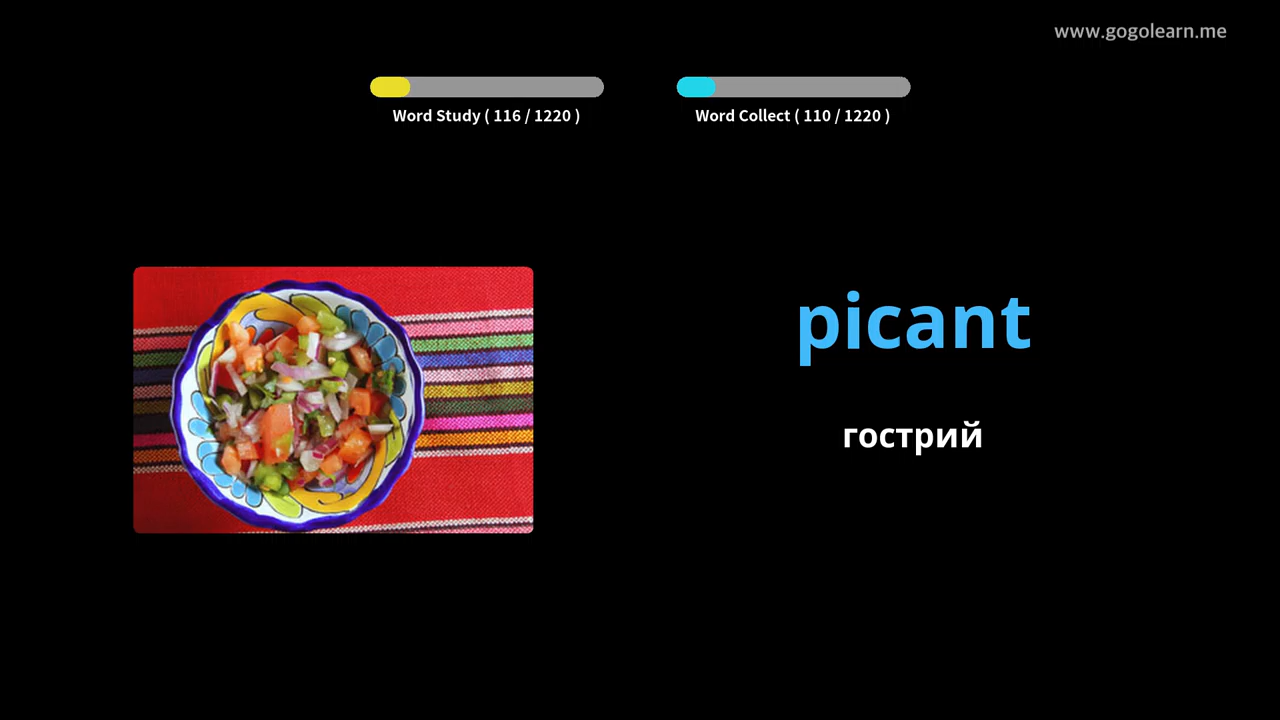 www.gogolearn.me
Word Study ( 116 / 1220 )
Word Collect ( 110 / 1220 )
picant
гострий